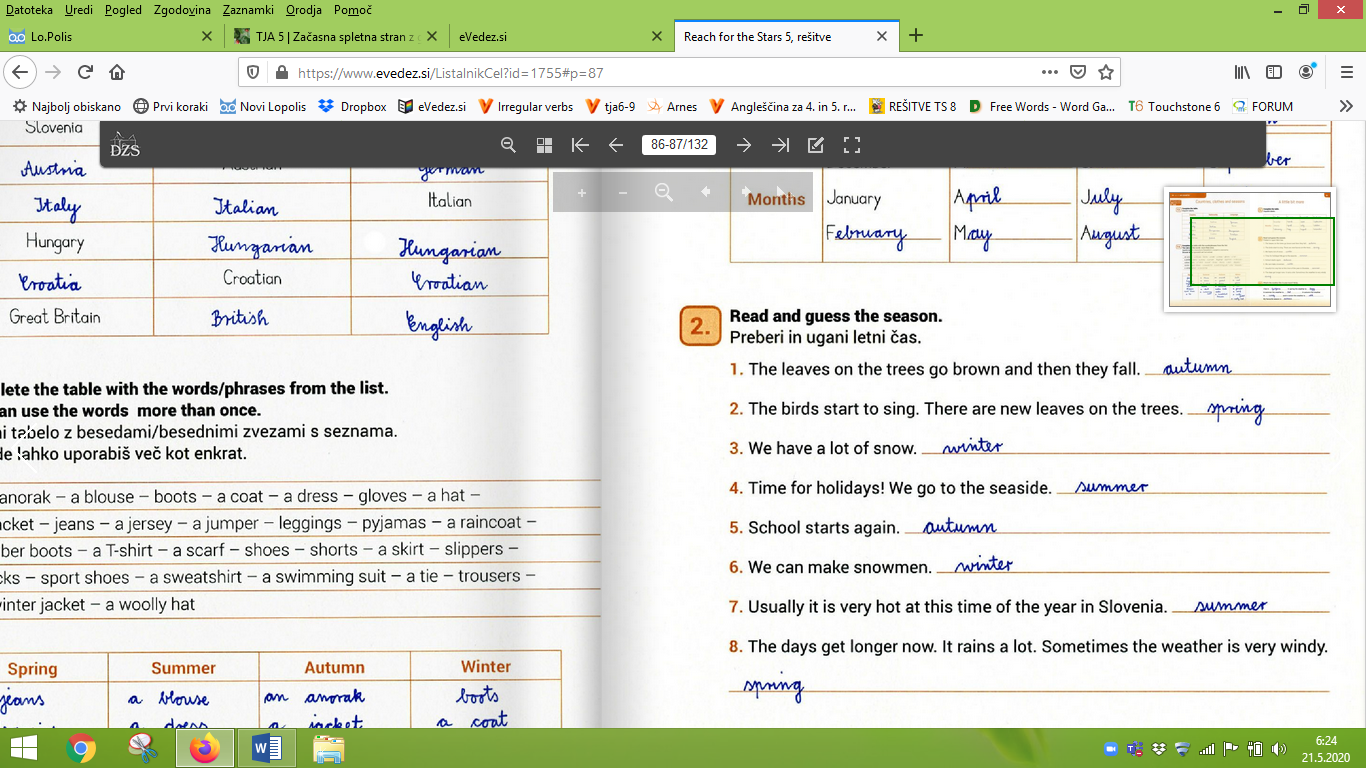 Datoteka Uredi Pogled Zgodovina Zaznamki Orodja Pomoč
Lo.Polis
TJA 5 | Začasna spletna stran z
eVedez.si
Reach for the Stars 5, rešitve
https://www.evedez.si/ListalnikCel?id=1755#p=87
Najbolj obiskano Prvi koraki Novi Lopolis Dropbox eVedez.si Irregular verbs tja6-9 Arnes Angleščina za 4. in 5. r... REŠITVE TS 8 Free Words - Word Ga... Touchstone 6 FORUM
DZS
86-87/132
Slovenia
Austria Austrian German
Italy Italian Italian
Hungary Hungarian Hungarian
Croatia Croatian Croatian
Great Britain British English
lete the table with the words/phrases from the list.
an use the words more than once.
ni tabelo z besedami/besednimi zvezami s seznama.
de lahko uporabiš več kot enkrat.
anorak – a blouse – boots – a coat – a dress – gloves – a hat –
cket – jeans – a jersey – a jumper – leggings – pyjamas – a raincoat –
ber boots – a T-shirt – a scarf – shoes – shorts – a skirt – slippers –
cks – sport shoes – a sweatshirt – a swimming suit – a tie – trousers –
inter jacket – a woolly hat
Spring Summer Autumn Winter
jeans a blouse an anorak boots
a dress a jacket a coat
ber
Months January April July
February May August
2. Read and guess the season.
Preberi in ugani letni čas.
1. The leaves on the trees go brown and then they fall. autumn
2. The birds start to sing. There are new leaves on the trees. spring
3. We have a lot of snow. winter
4. Time for holidays! We go to the seaside. summer
5. School starts again. autumn
6. We can make snowmen. winter
7. Usually it is very hot at this time of the year in Slovenia. summer
8. The days get longer now. It rains a lot. Sometimes the weather is very windy.
spring
6:24
21.5.2020